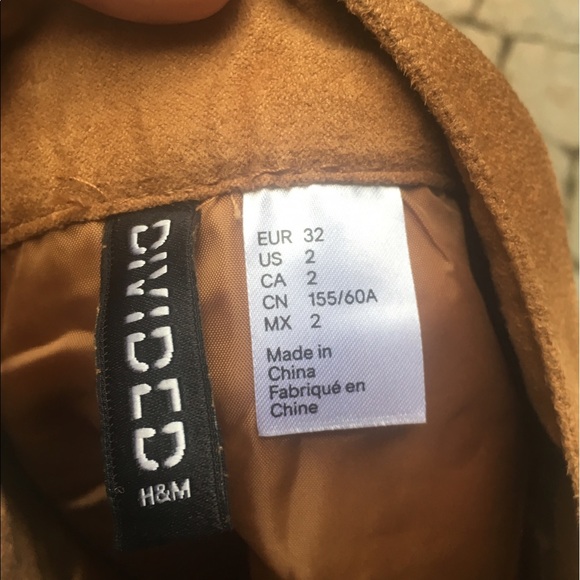 DIVIDED
H&M
EUR 32
US 2
CA 2
CN 155/60A
MX 2
Made in
China
Fabriqué en
Chine